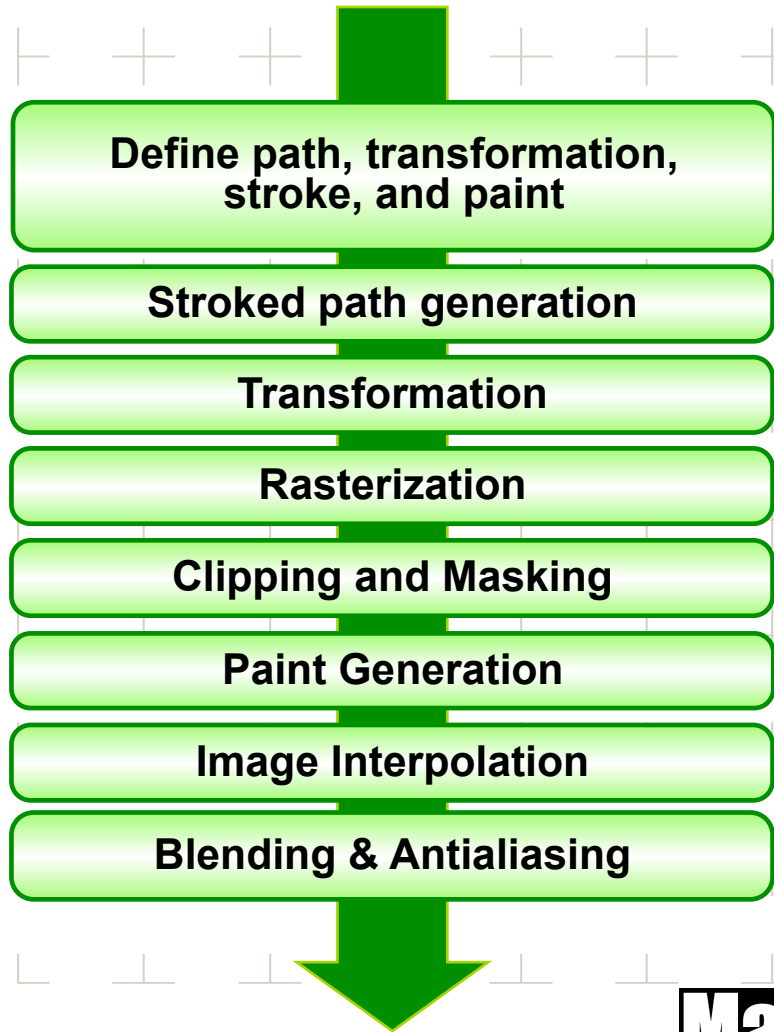 Define path, transformation,
stroke, and paint
Stroked path generation
Transformation
Rasterization
Clipping and Masking
Paint Generation
Image Interpolation
Blending & Antialiasing